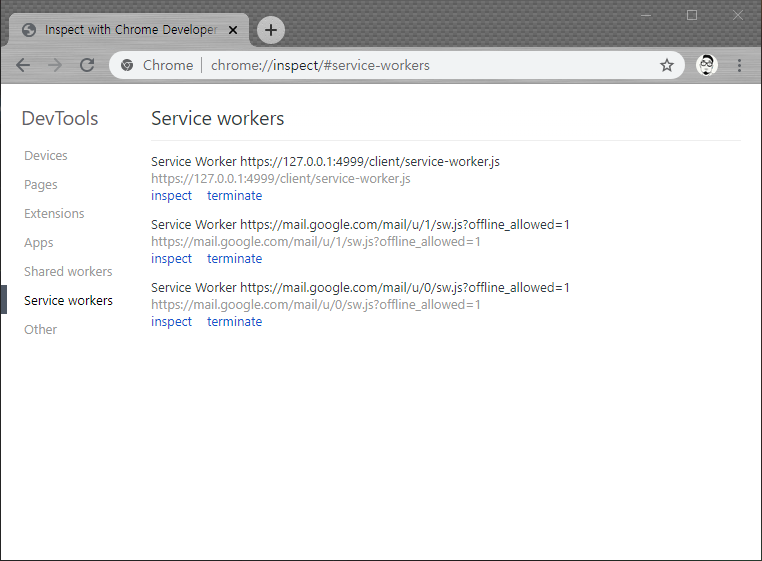 Inspect with Chrome Developer
Chrome chrome://inspect/#service-workers
DevTools
Devices
Pages
Extensions
Apps
Shared workers
Service workers
Other
Service workers
Service Worker https://127.0.0.1:4999/client/service-worker.js
https://127.0.0.1:4999/client/service-worker.js
inspect terminate
Service Worker https://mail.google.com/mail/u/1/sw.js?offline_allowed=1
https://mail.google.com/mail/u/1/sw.js?offline_allowed=1
inspect terminate
Service Worker https://mail.google.com/mail/u/0/sw.js?offline_allowed=1
https://mail.google.com/mail/u/0/sw.js?offline_allowed=1
inspect terminate